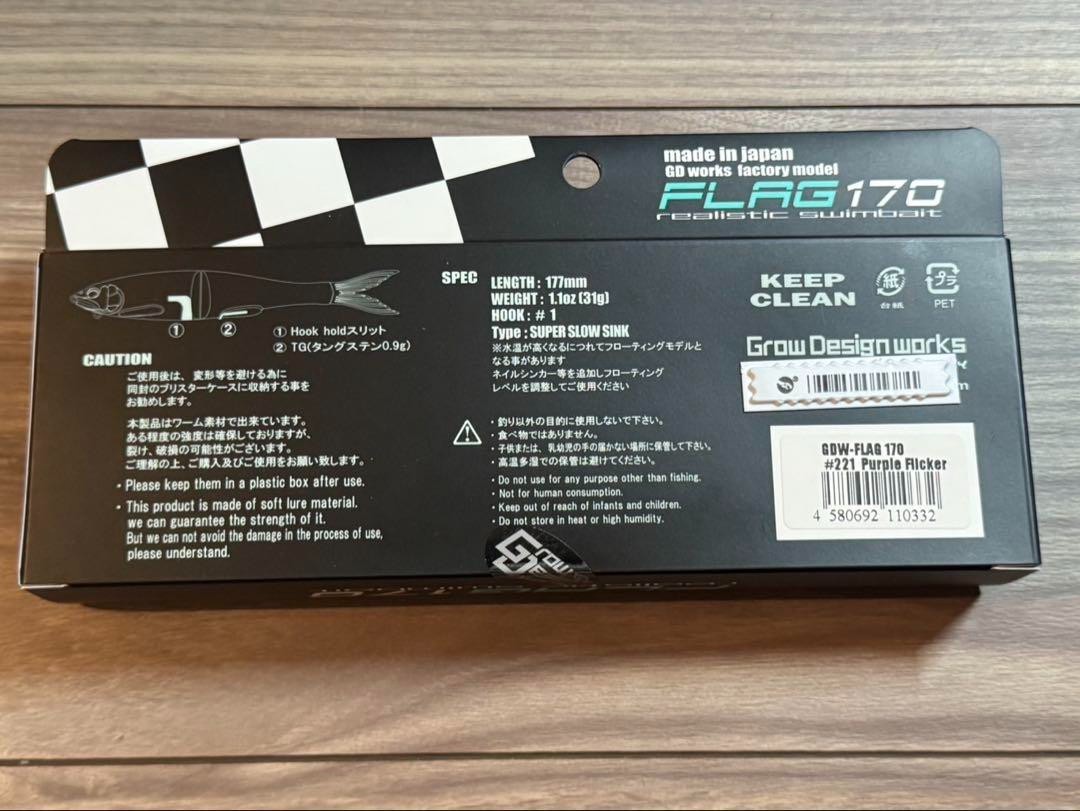 made in japan
GD works factory model
FLAG 170
realistic swimbait
① ②
① Hook holdスリット
② TG(タングステン0.9g)
CAUTION
ご使用後は、変形等を避ける為に
同封のブリスターケースに収納する事を
お勧めします。
本製品はワーム素材で出来ています。
ある程度の強度は確保しておりますが、
裂け、破損の可能性がございます。
ご理解の上、ご購入及びご使用をお願い致します。
・Please keep them in a plastic box after use.
・This product is made of soft lure material.
we can guarantee the strength of it.
But we can not avoid the damage in the process of use,
please understand.
SPEC
LENGTH : 177mm
WEIGHT : 1.1oz (31g)
HOOK : # 1
Type : SUPER SLOW SINK
※水温が高くなるにつれてフローティングモデルと
なる事があります
ネイルシンカーを追加しフローティング
レベルを調整してご使用ください
・釣り以外の目的に使用しないで下さい。
・食べ物ではありません。
・子供または、乳幼児の手の届かない場所に保管して下さい。
・高温多湿での保管は避けてください。
・Do not use for any purpose other than fishing.
・Not for human consumption.
・Keep out of reach of infants and children.
・Do not store in heat or high humidity.
KEEP
CLEAN
紙
台紙
プラ
PET
Grow Design works
GDW-FLAG 170
#221 Purple Flicker
4 580692 110332